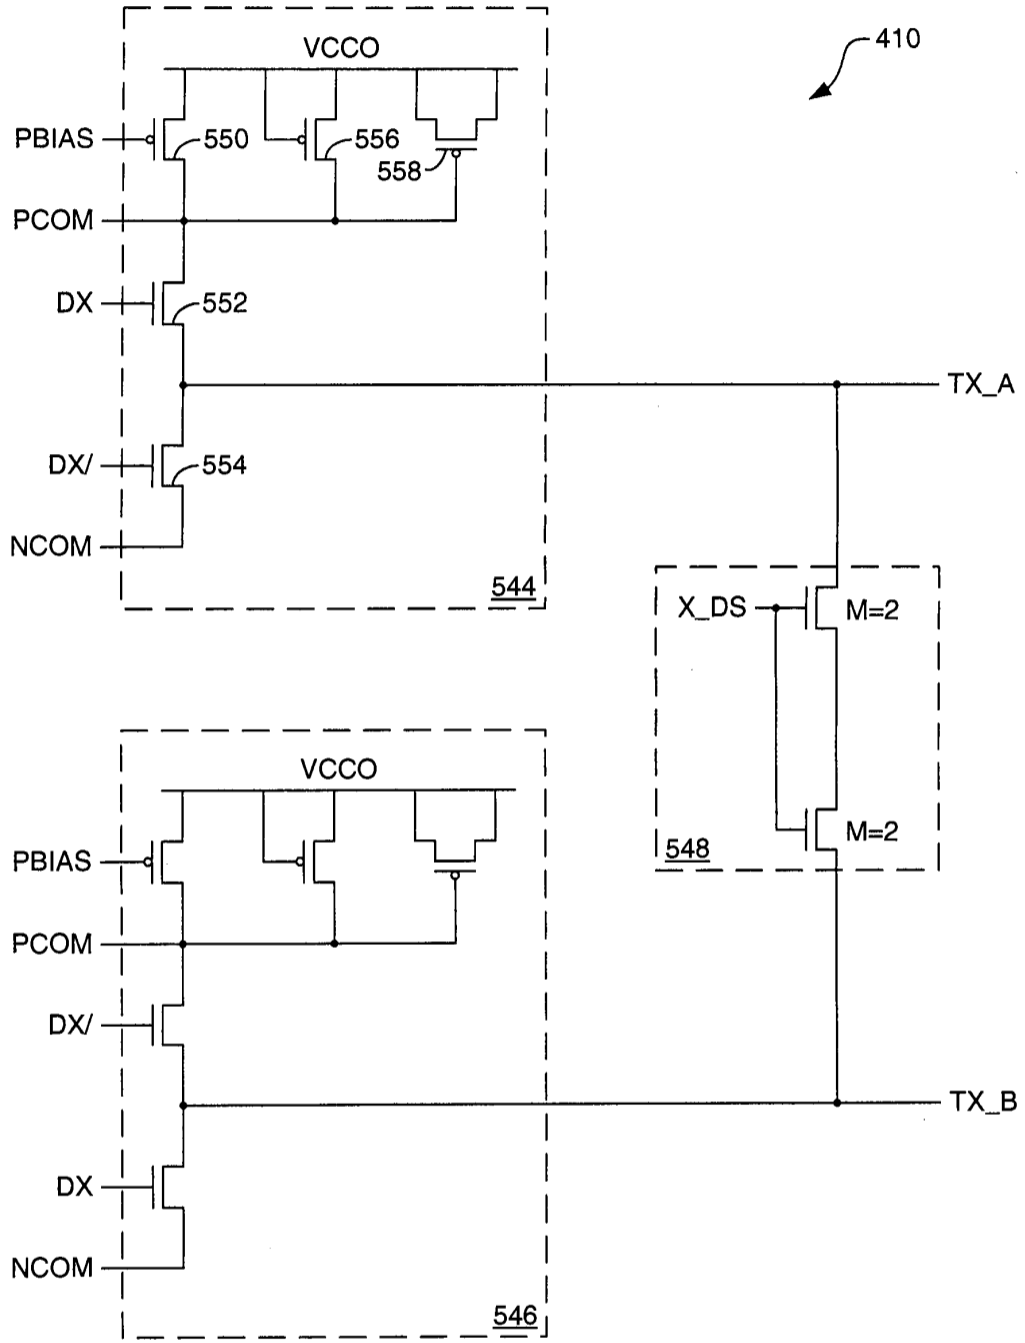 410
VCCO
PBIAS
550
556
558
PCOM
DX
552
TX_A
DX/
554
NCOM
544
X_DS
M=2
M=2
548
VCCO
PBIAS
PCOM
DX/
TX_B
DX
NCOM
546